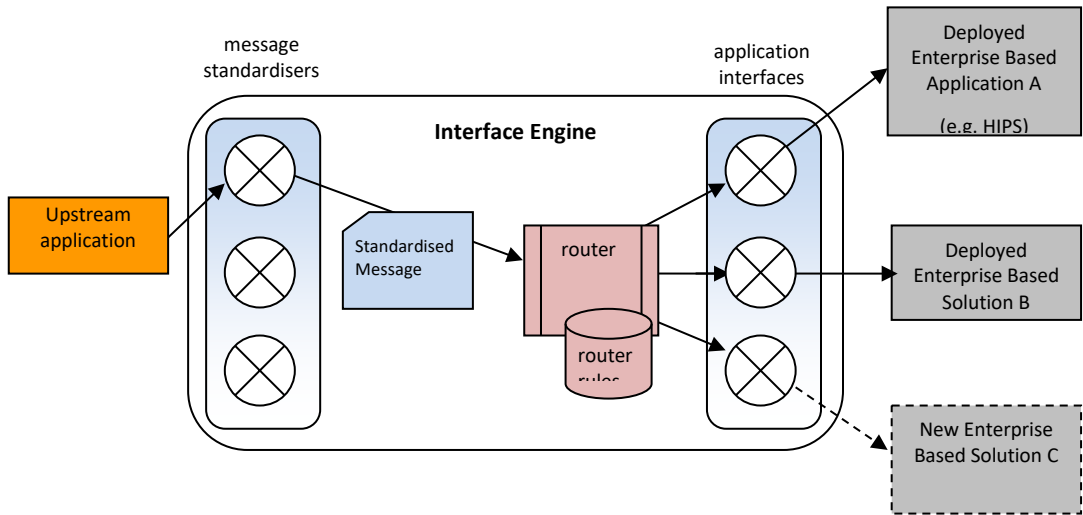 message
standardisers
application
interfaces
Deployed
Enterprise Based
Application A
(e.g. HIPS)
Interface Engine
Upstream
application
Standardised
Message
router
router
rules
Deployed
Enterprise Based
Solution B
New Enterprise
Based Solution C